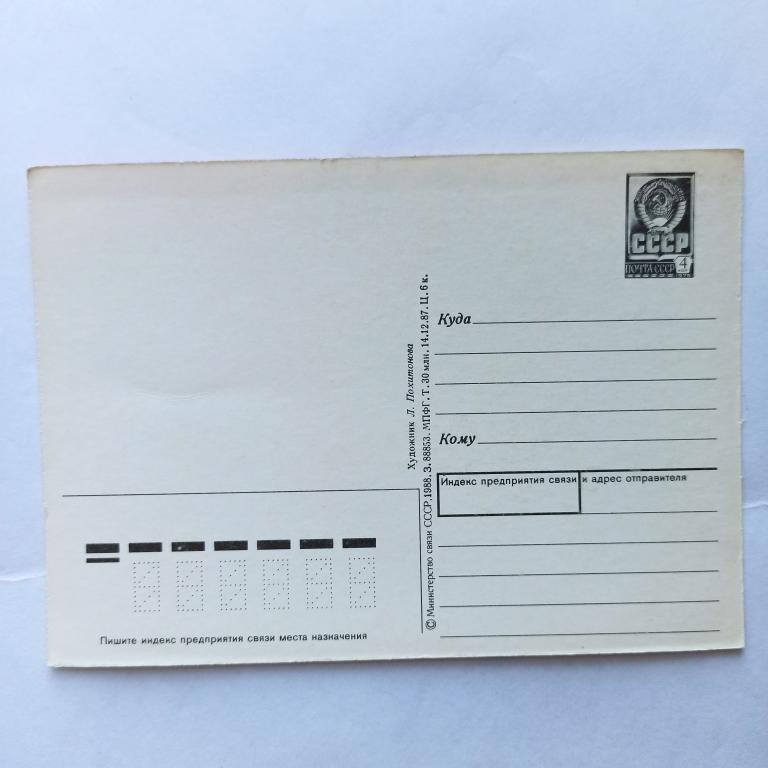 СССР
ПОЧТА СССР 4
Куда
Кому
Индекс предприятия связи и адрес отправителя
Художник Л. Похитонова
© Министерство связи СССР. 1988. З. 88853. МПФГ. Т. 30 млн. 14.12.87. Ц. 6 к.
Пишите индекс предприятия связи места назначения